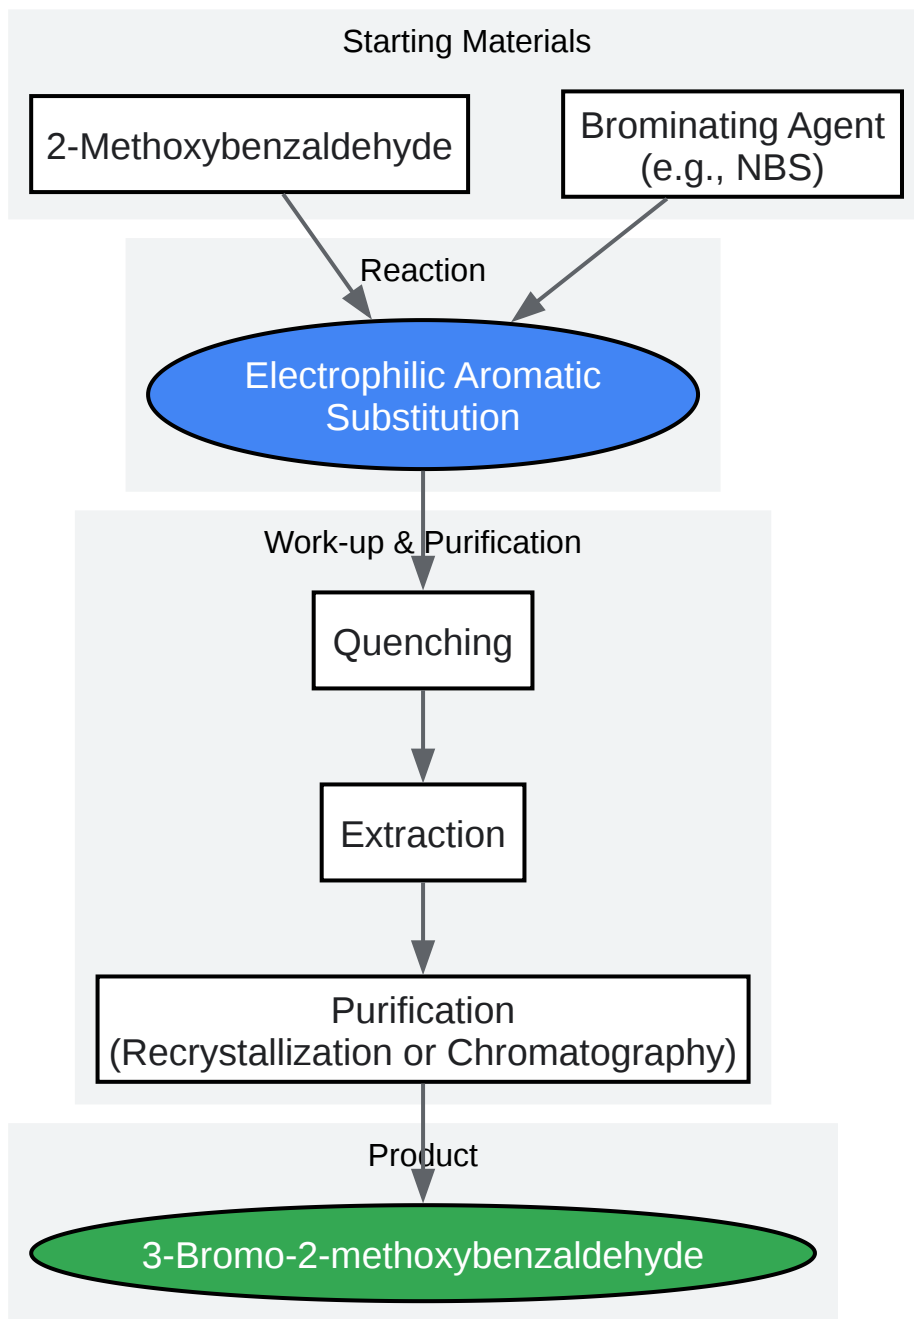 Starting Materials
2-Methoxybenzaldehyde
Brominating Agent
(e.g., NBS)
Reaction
Electrophilic Aromatic
Substitution
Work-up & Purification
Quenching
Extraction
Purification
(Recrystallization or Chromatography)
Product
3-Bromo-2-methoxybenzaldehyde